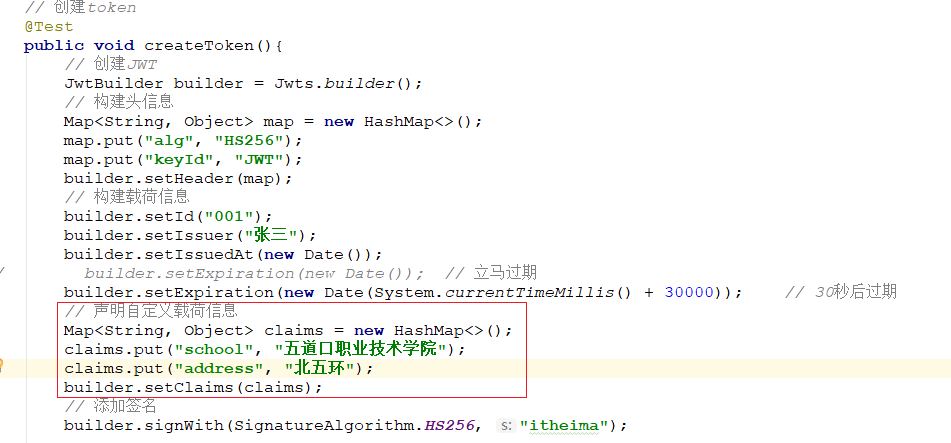 // 创建token
@Test
public void createToken(){
// 创建JWT
JwtBuilder builder = Jwts.builder();
// 构建头信息
Map<String, Object> map = new HashMap<>();
map.put("alg", "HS256");
map.put("keyId", "JWT");
builder.setHeader(map);
// 构建载荷信息
builder.setId("001");
builder.setIssuer("张三");
builder.setIssuedAt(new Date());
/ builder.setExpiration(new Date()); // 立马过期
builder.setExpiration(new Date(System.currentTimeMillis() + 30000)); // 30秒后过期
// 声明自定义载荷信息
Map<String, Object> claims = new HashMap<>();
claims.put("school", "五道口职业技术学院");
claims.put("address", "北五环");
builder.setClaims(claims);
// 添加签名
builder.signWith(SignatureAlgorithm.HS256, s: "itheima");